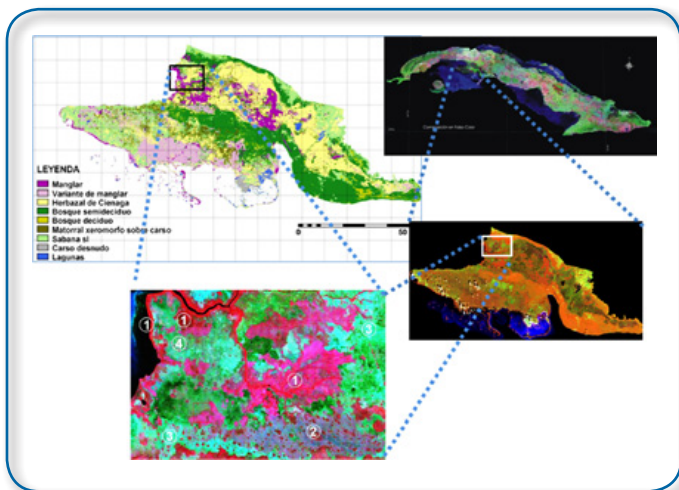 LEYENDA
Manglar
Variante de manglar
Herbazal de Cienaga
Bosque semideciduo
Bosque deciduo
Matorral xeromorfo sobre carso
Sabana sl
Carso desnudo
Lagunas
0
50
1
1
4
3
1
3
2